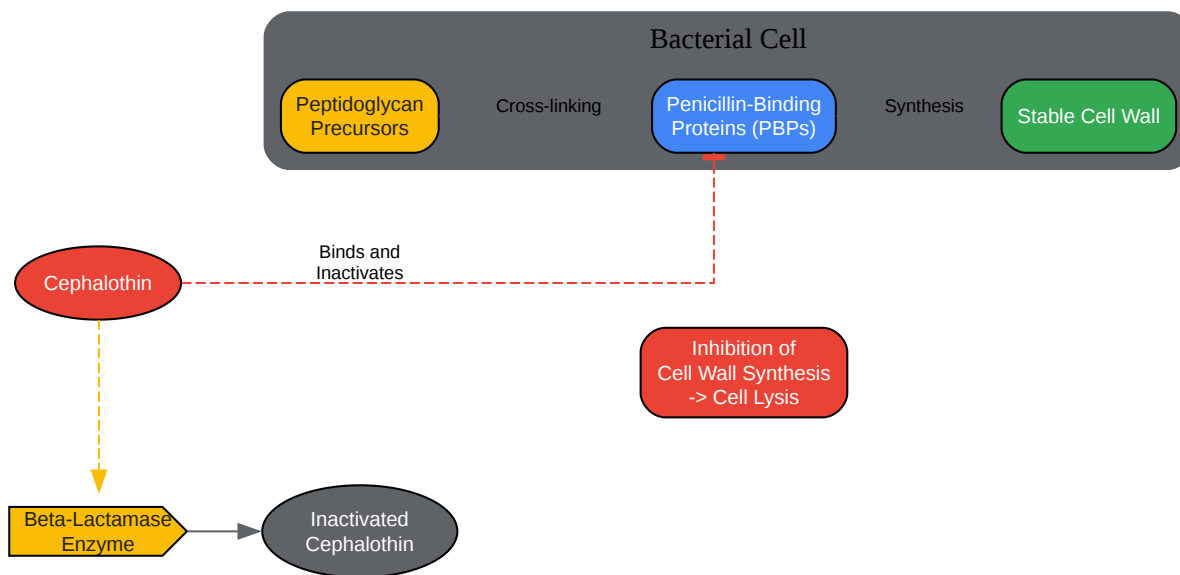 Bacterial Cell
Peptidoglycan
Precursors
Cross-linking
Penicillin-Binding
Proteins (PBPs)
Synthesis
Stable Cell Wall
Binds and
Inactivates
Cephalothin
Inhibition of
Cell Wall Synthesis
-> Cell Lysis
Beta-Lactamase
Enzyme
Inactivated
Cephalothin